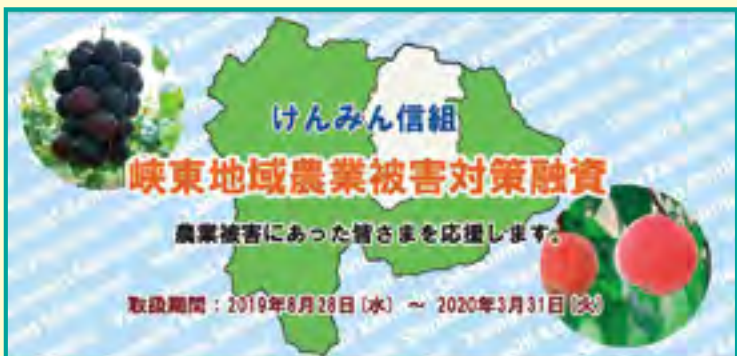 けんみん信組
峡東地域農業被害対策融資
農業被害にあった皆さまを応援します。
取扱期間：2019年8月28日(水) ～ 2020年3月31日(火)